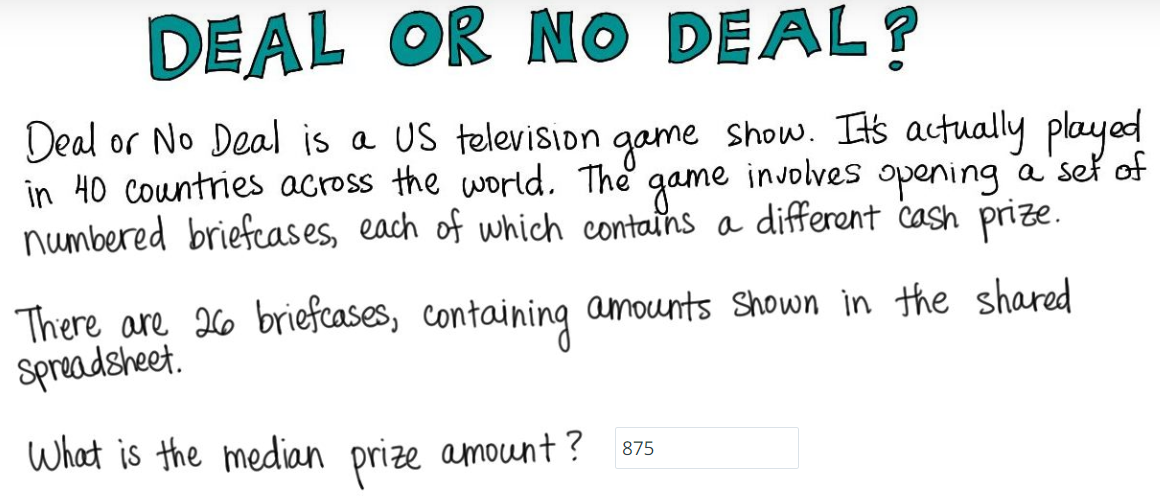 DEAL OR NO DEAL?
Deal or No Deal is a US television game show. It's actually played
in 40 countries across the world. The game involves opening a set of
numbered briefcases, each of which contains a different cash prize.
There are 26 briefcases, containing amounts shown in the shared
spreadsheet.
What is the median prize amount? 875